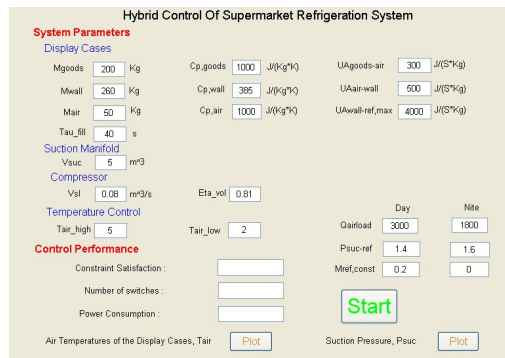 Hybrid Control Of Supermarket Refrigeration System
System Parameters
Display Cases
Mgoods 200 Kg Cp,goods 1000 J/(Kg*K) UAgoods-air 300 J/(S*Kg)
Mwall 260 Kg Cp,wall 385 J/(Kg*K) UAair-wall 500 J/(S*Kg)
Mair 50 Kg Cp,air 1000 J/(Kg*K) UAwall-ref,max 4000 J/(S*Kg)
Tau_fill 40 s
Suction Manifold
Vsuc 5 m^3
Compressor
Vsl 0.08 m^3/s Eta_vol 0.81
Temperature Control
Day Nite
Tair_high 5 Tair_low 2 Qairload 3000 1800
Control Performance
Psuc-ref 1.4 1.6
Constraint Satisfaction : Mref,const 0.2 0
Number of switches :
Power Consumption :
Start
Air Temperatures of the Display Cases, Tair Plot Suction Pressure, Psuc Plot